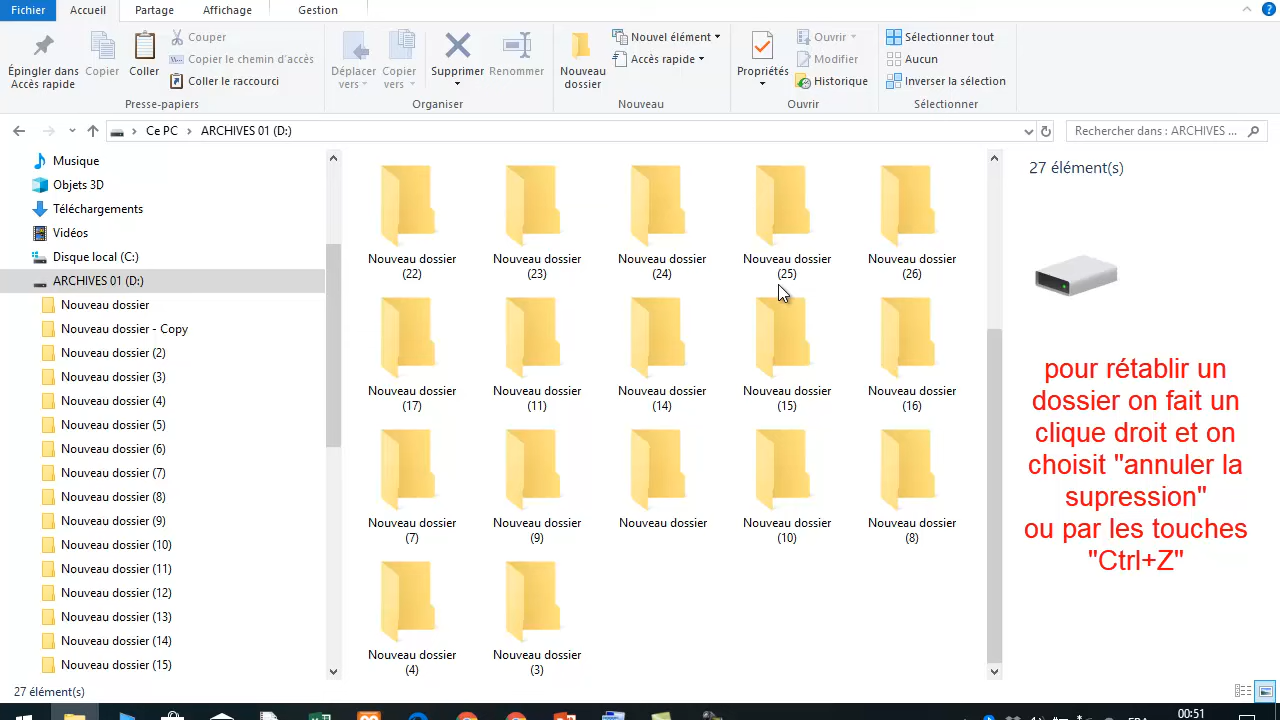 Fichier
Accueil
Partage
Affichage
Gestion
Épingler dans
Accès rapide
Copier
Coller
Couper
Copier le chemin d'accès
Coller le raccourci
Presse-papiers
Déplacer
vers
Copier
vers
Supprimer
Renommer
Organiser
Nouveau
dossier
Nouvel élément
Accès rapide
Nouveau
Propriétés
Ouvrir
Modifier
Historique
Ouvrir
Sélectionner tout
Aucun
Inverser la sélection
Sélectionner
Ce PC > ARCHIVES 01 (D:)
Rechercher dans : ARCHIVES ...
Musique
Objets 3D
Téléchargements
Vidéos
Disque local (C:)
ARCHIVES 01 (D:)
Nouveau dossier
Nouveau dossier - Copy
Nouveau dossier (2)
Nouveau dossier (3)
Nouveau dossier (4)
Nouveau dossier (5)
Nouveau dossier (6)
Nouveau dossier (7)
Nouveau dossier (8)
Nouveau dossier (9)
Nouveau dossier (10)
Nouveau dossier (11)
Nouveau dossier (12)
Nouveau dossier (13)
Nouveau dossier (14)
Nouveau dossier (15)
Nouveau dossier
(22)
Nouveau dossier
(23)
Nouveau dossier
(24)
Nouveau dossier
(25)
Nouveau dossier
(26)
Nouveau dossier
(17)
Nouveau dossier
(11)
Nouveau dossier
(14)
Nouveau dossier
(15)
Nouveau dossier
(16)
Nouveau dossier
(7)
Nouveau dossier
(9)
Nouveau dossier
Nouveau dossier
(10)
Nouveau dossier
(8)
Nouveau dossier
(4)
Nouveau dossier
(3)
27 élément(s)
pour rétablir un
dossier on fait un
clique droit et on
choisit "annuler la
supression"
ou par les touches
"Ctrl+Z"
27 élément(s)
00:51